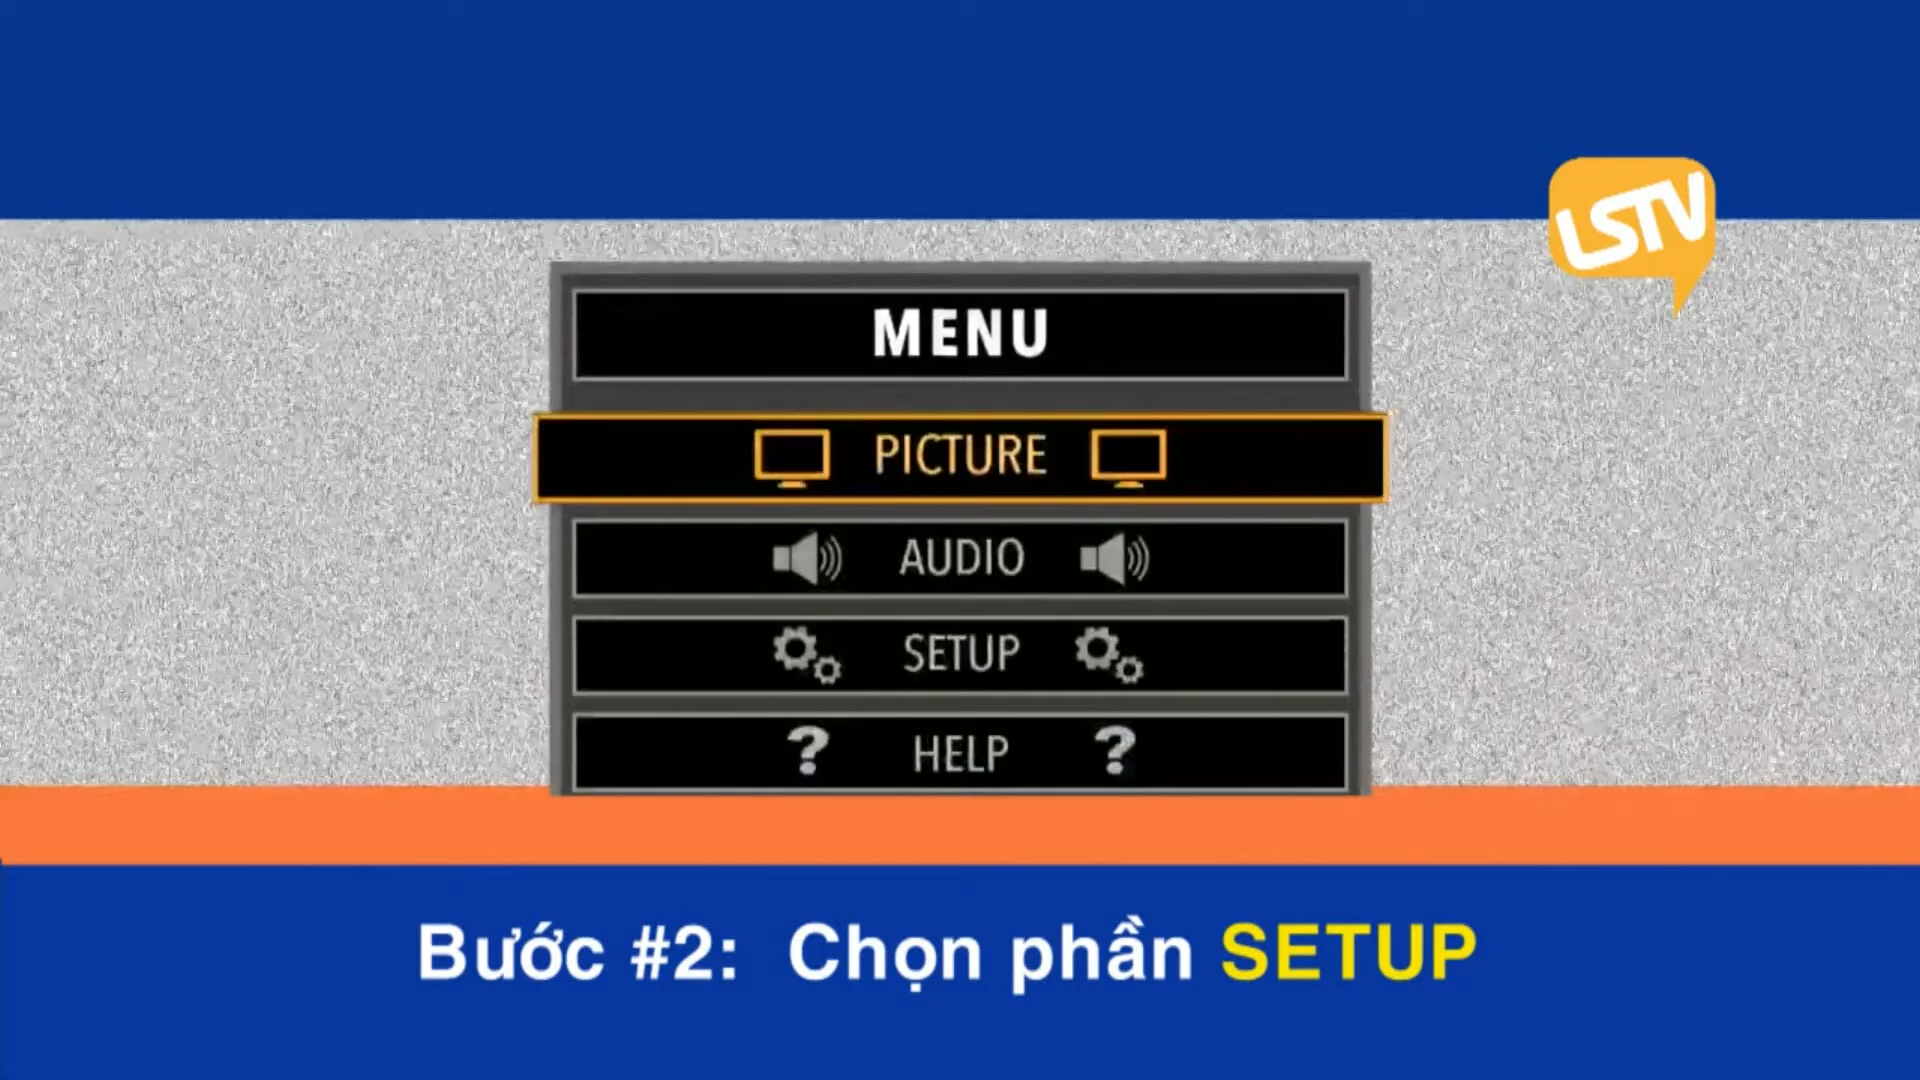 LSTV
MENU
PICTURE
AUDIO
SETUP
? HELP ?
Bước #2: Chọn phần SETUP